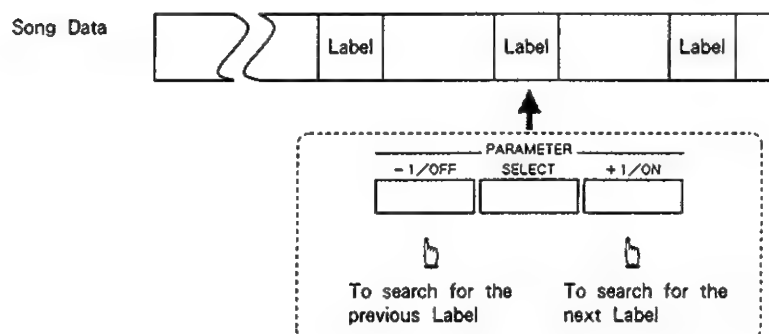 Song Data
Label Label Label
PARAMETER
- 1/OFF SELECT + 1/ON
To search for the To search for the
previous Label next Label